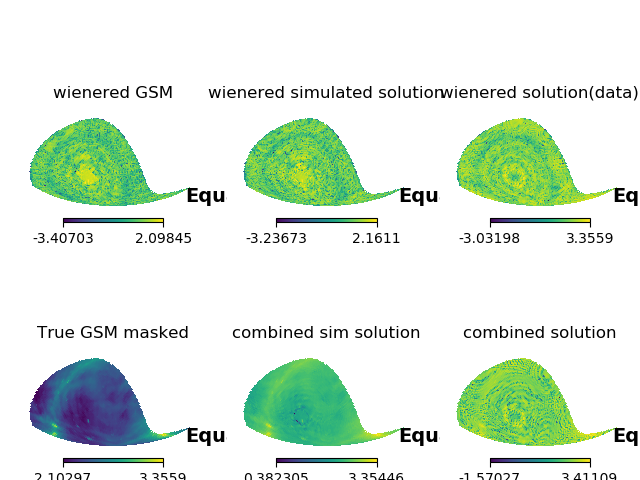 wienered GSM
wienered simulated solution
wienered solution(data)
Equ
Equ
Eq
-3.40703 2.09845
-3.23673 2.1611
-3.03198 3.3559
True GSM masked
combined sim solution
combined solution
Equ
Equ
Eq
2.10297 3.3559
0.382305 3.35446
-1.57027 3.41109